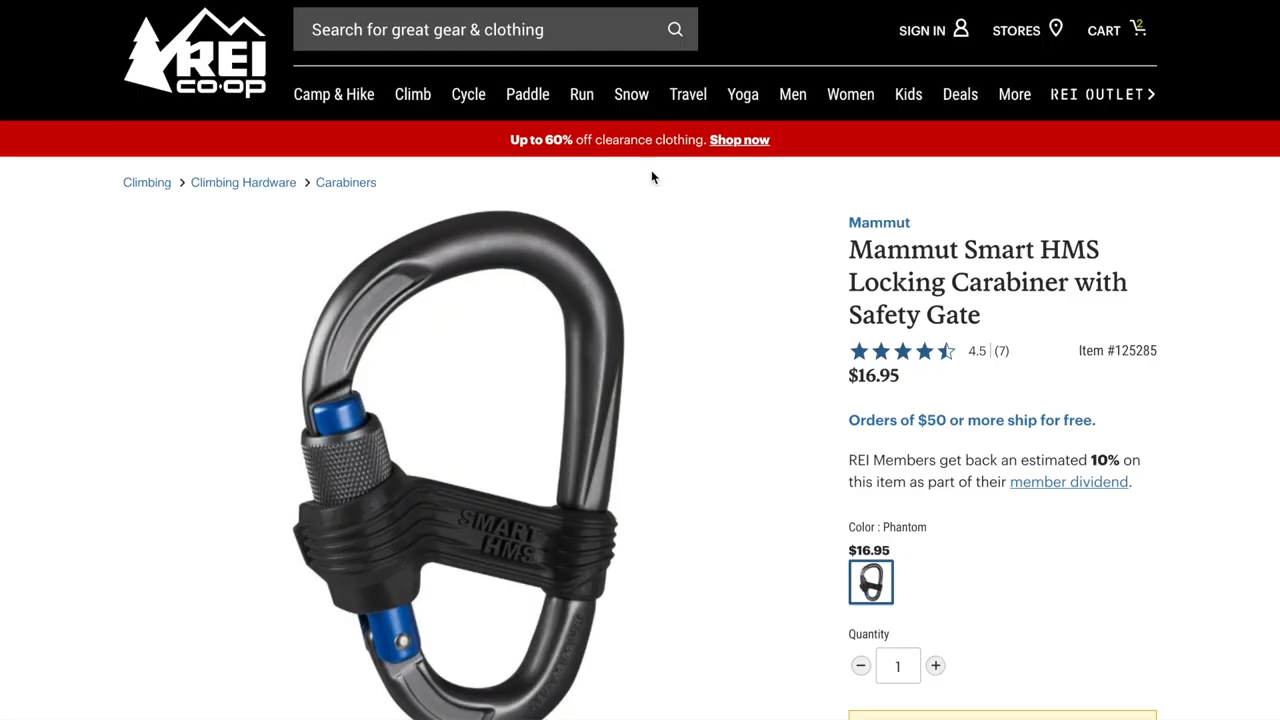 REI
co·op
Search for great gear & clothing
SIGN IN
STORES
CART
2
Camp & Hike
Climb
Cycle
Paddle
Run
Snow
Travel
Yoga
Men
Women
Kids
Deals
More
REI OUTLET
Up to 60% off clearance clothing. Shop now
Climbing
Climbing Hardware
Carabiners
SMART
HMS
Mammut
Mammut Smart HMS
Locking Carabiner with
Safety Gate
4.5
(7)
Item #125285
$16.95
Orders of $50 or more ship for free.
REI Members get back an estimated 10% on
this item as part of their member dividend.
Color : Phantom
$16.95
Quantity
1